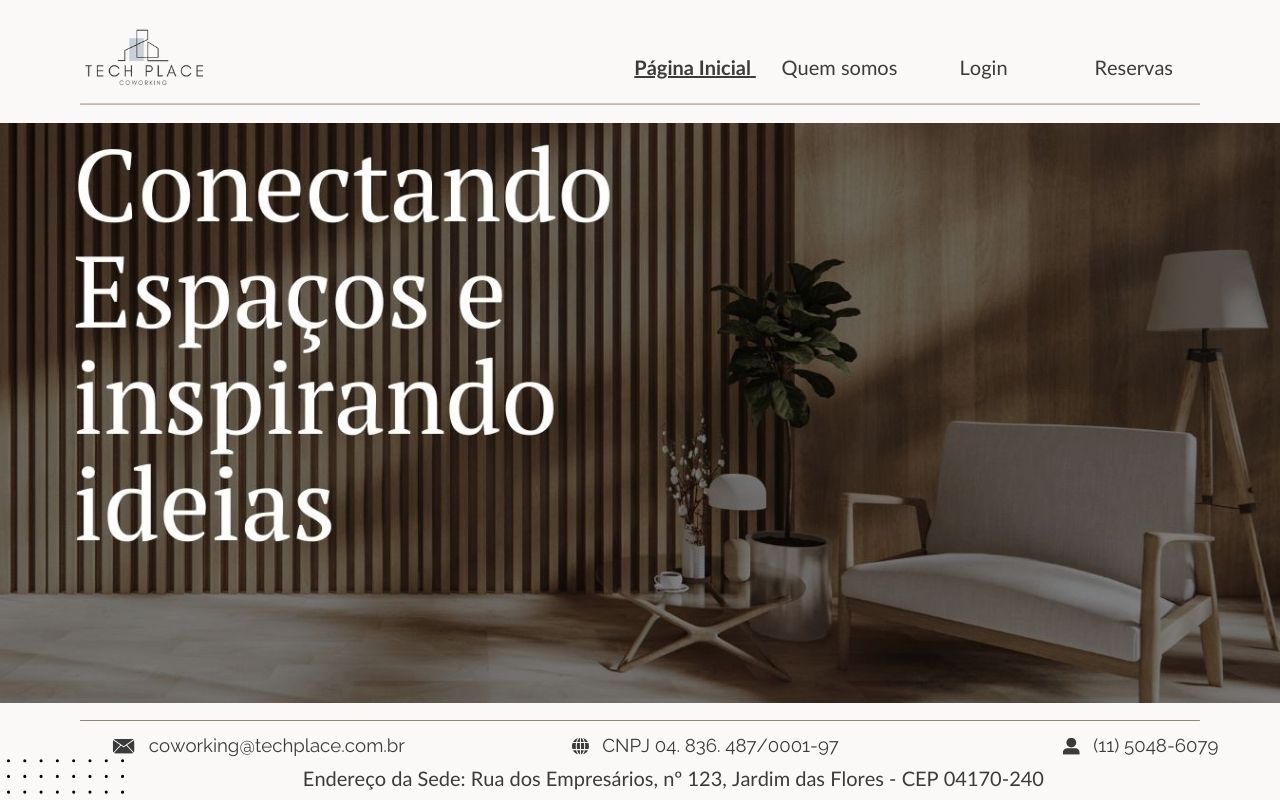 TECH PLACE
COWORKING
Página Inicial Quem somos Login Reservas
Conectando
Espaços e
inspirando
ideias
coworking@techplace.com.br CNPJ 04. 836. 487/0001-97 (11) 5048-6079
Endereço da Sede: Rua dos Empresários, nº 123, Jardim das Flores - CEP 04170-240